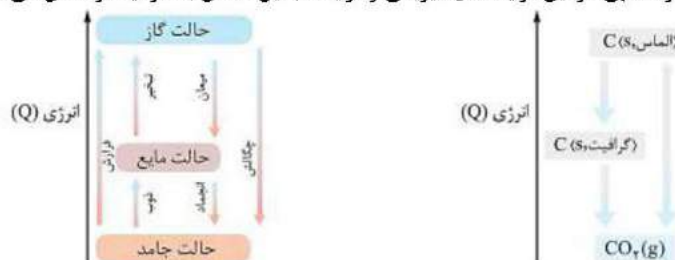 حالت گاز
C (s,الماس)
تبخیر
میعان
انرژی (Q)
انرژی (Q)
فرازش
حالت مایع
چگالش
C (s,گرافیت)
ذوب
انجماد
حالت جامد
CO₂(g)